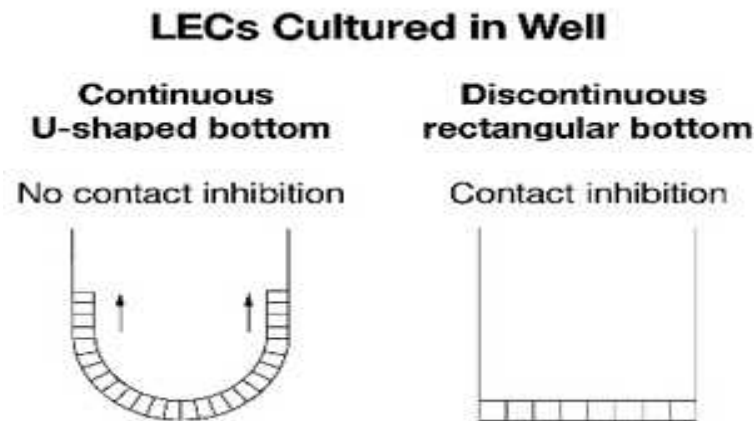 LECs Cultured in Well
Continuous
U-shaped bottom
Discontinuous
rectangular bottom
No contact inhibition
Contact inhibition